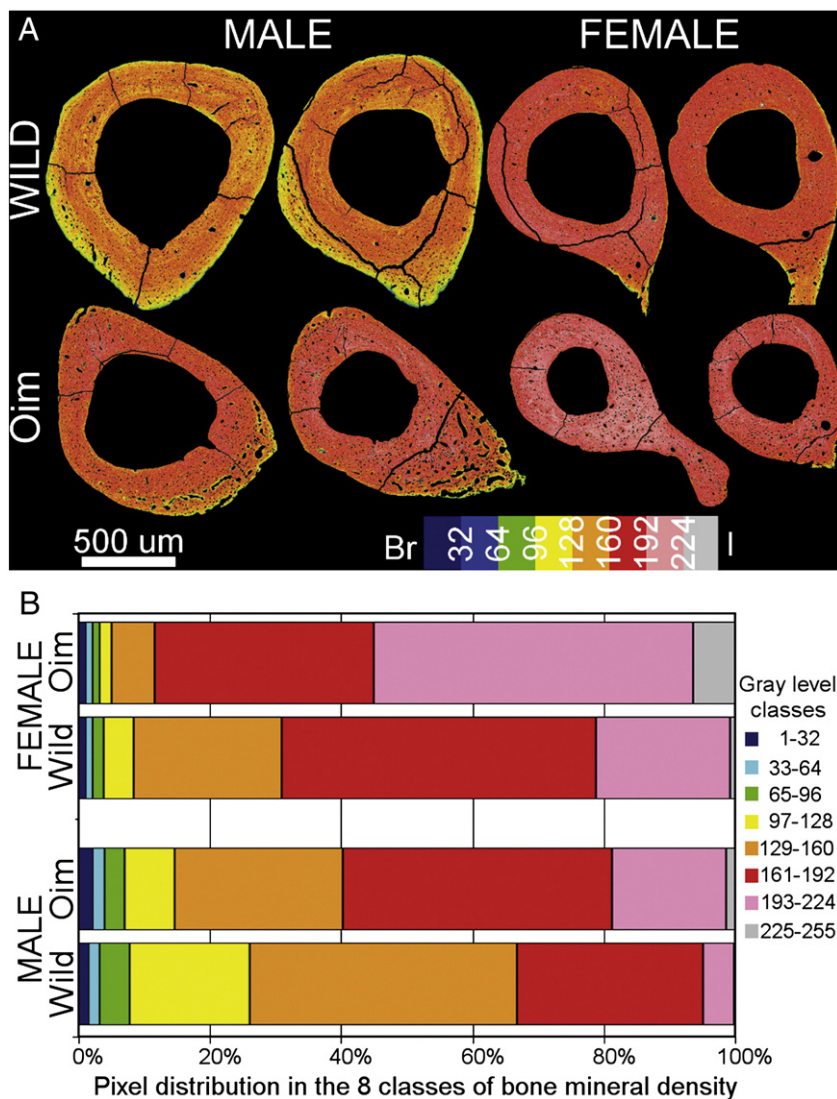 A
MALE FEMALE
WILD
Oim
500 um
Br 32 64 96 128 160 192 224 I
B
FEMALE
Oim
Wild
MALE
Oim
Wild
Gray level
classes
1-32
33-64
65-96
97-128
129-160
161-192
193-224
225-255
0% 20% 40% 60% 80% 100%
Pixel distribution in the 8 classes of bone mineral density